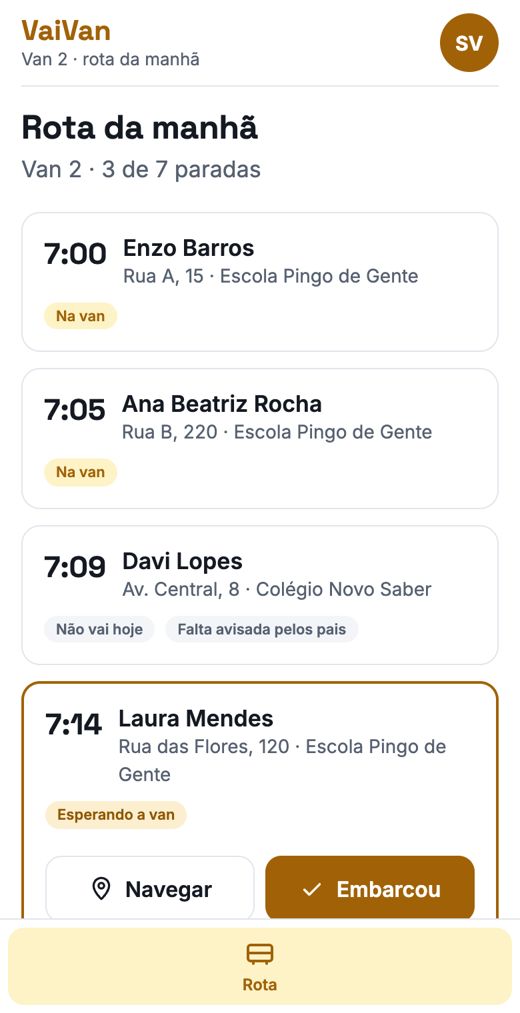 VaiVan
Van 2 · rota da manhã
SV
Rota da manhã
Van 2 · 3 de 7 paradas
7:00
Enzo Barros
Rua A, 15 · Escola Pingo de Gente
Na van
7:05
Ana Beatriz Rocha
Rua B, 220 · Escola Pingo de Gente
Na van
7:09
Davi Lopes
Av. Central, 8 · Colégio Novo Saber
Não vai hoje
Falta avisada pelos pais
7:14
Laura Mendes
Rua das Flores, 120 · Escola Pingo de
Gente
Esperando a van
Navegar
Embarcou
Rota